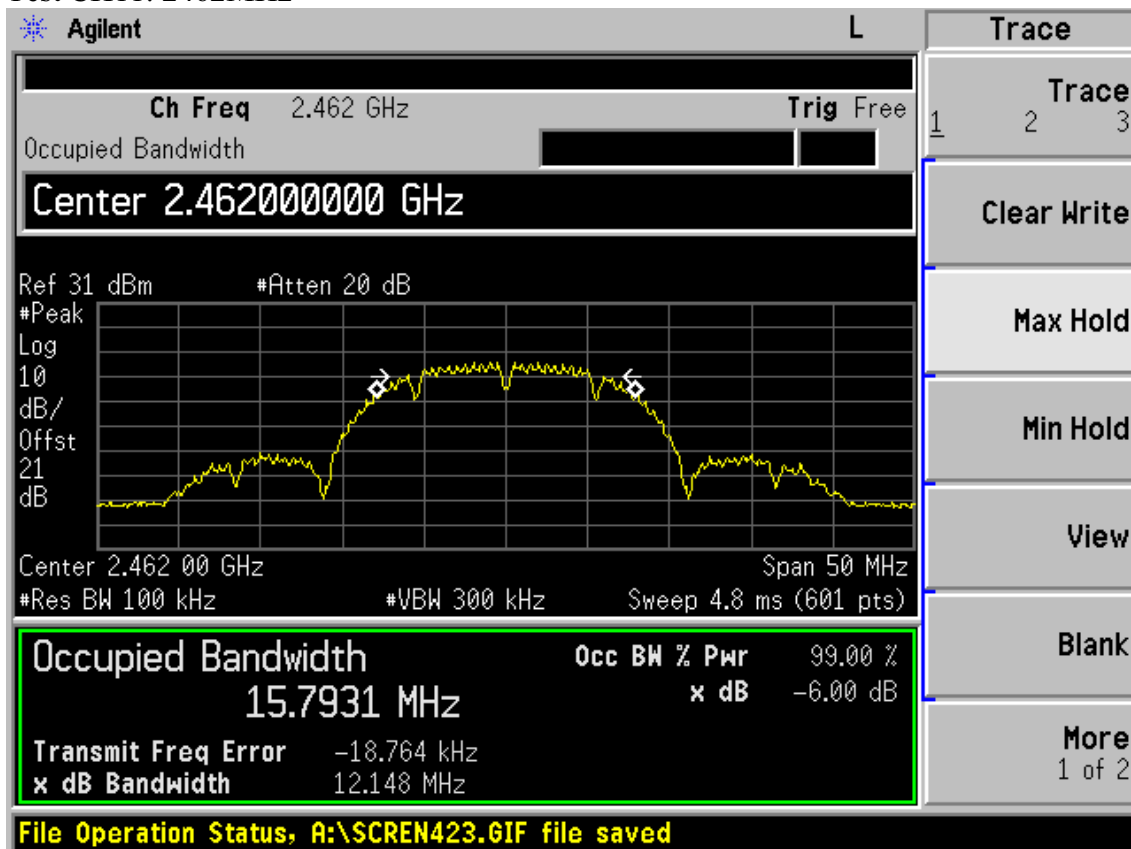 Agilent L
Trace
Ch Freq 2.462 GHz Trig Free
Occupied Bandwidth
Center 2.462000000 GHz
Ref 31 dBm #Atten 20 dB
#Peak
Log
10
dB/
Offst
21
dB
Center 2.462 00 GHz Span 50 MHz
#Res BW 100 kHz #VBW 300 kHz Sweep 4.8 ms (601 pts)
Occupied Bandwidth
15.7931 MHz
Occ BW % Pwr 99.00 %
x dB -6.00 dB
Transmit Freq Error -18.764 kHz
x dB Bandwidth 12.148 MHz
File Operation Status, A:\SCREN423.GIF file saved
Trace
1 2 3
Clear Write
Max Hold
Min Hold
View
Blank
More
1 of 2